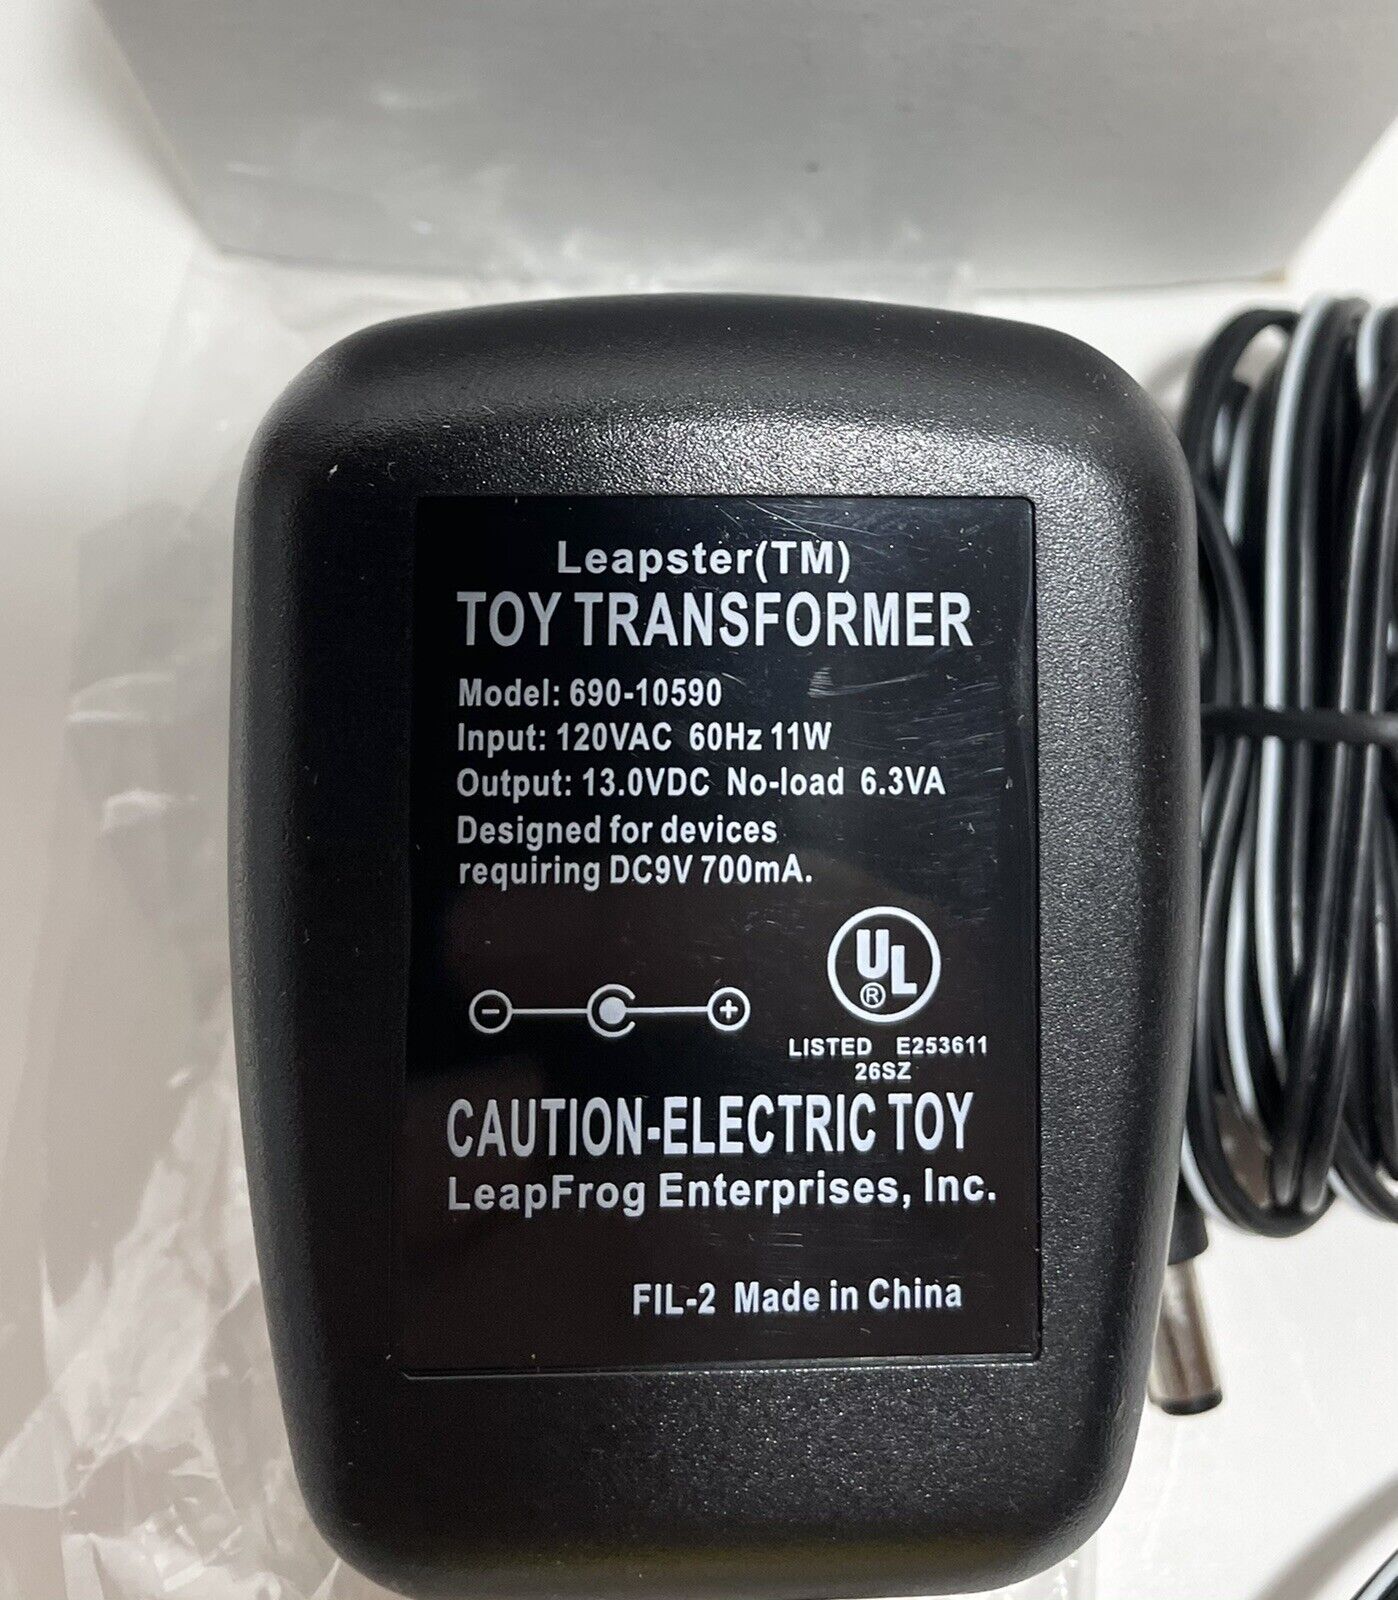 Leapster(TM)
TOY TRANSFORMER
Model: 690-10590
Input: 120VAC 60Hz 11W
Output: 13.0VDC No-load 6.3VA
Designed for devices
requiring DC9V 700mA.
- +
UL
®
LISTED E253611
26SZ
CAUTION-ELECTRIC TOY
LeapFrog Enterprises, Inc.
FIL-2 Made in China